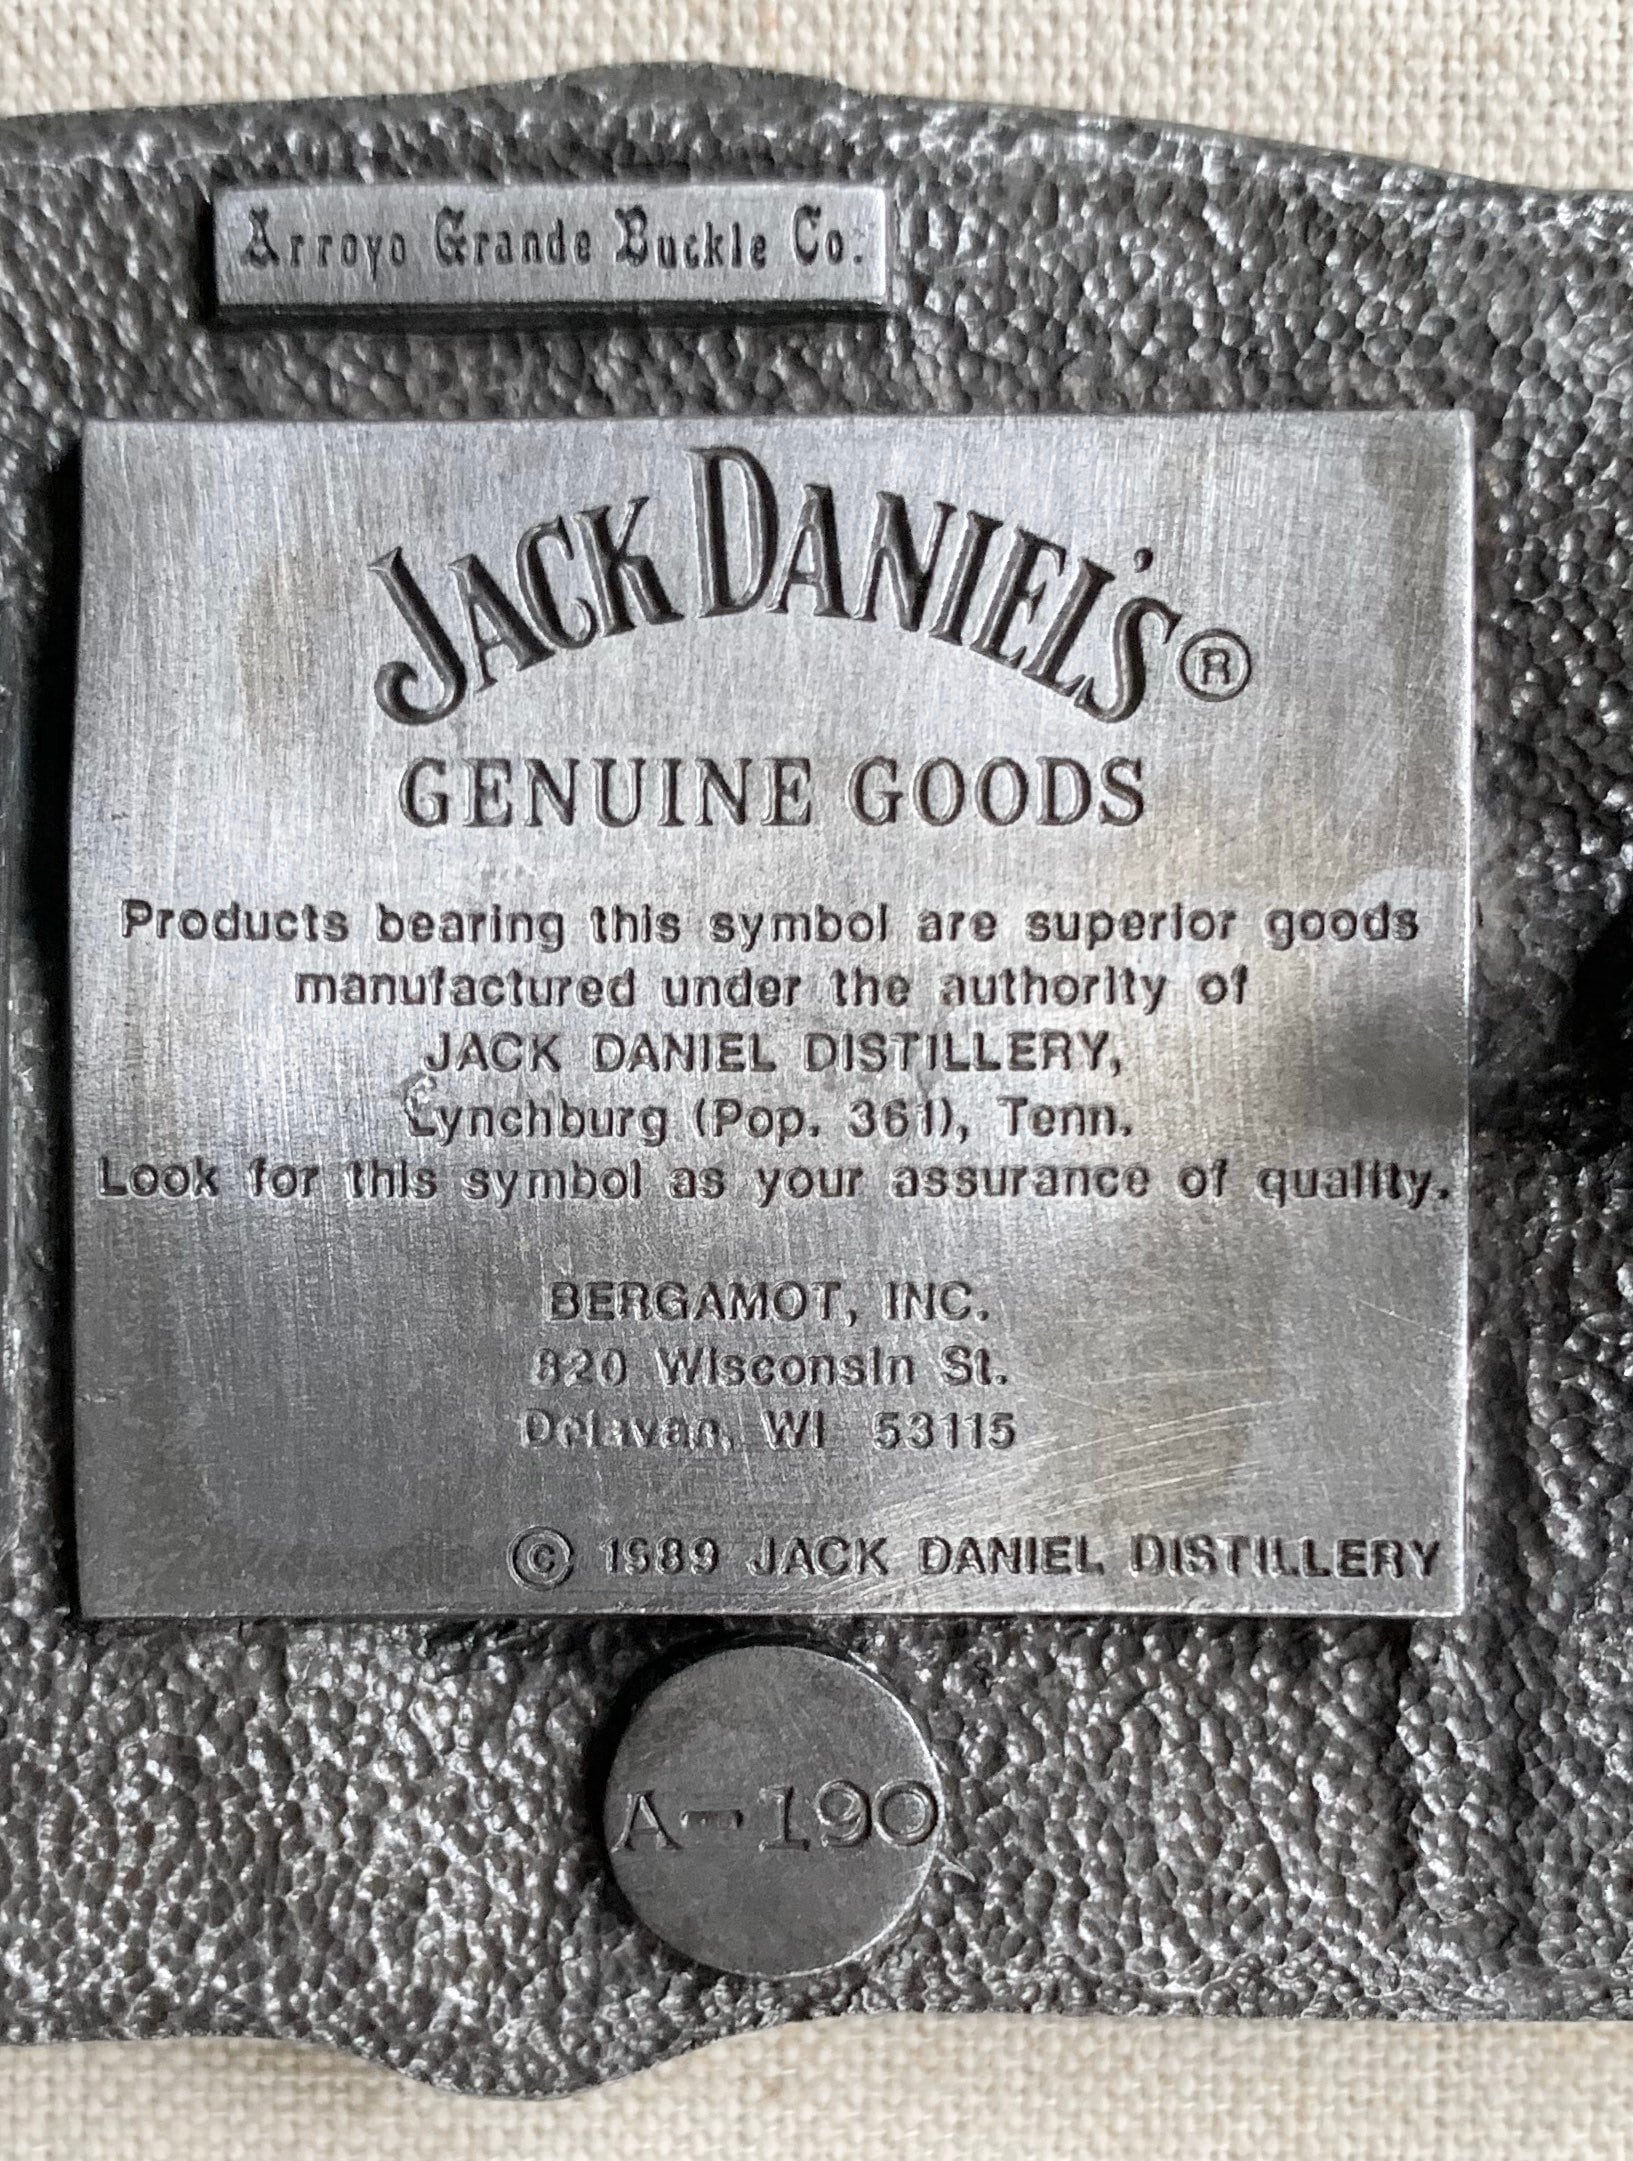 Arroyo Grande Buckle Co.
JACK DANIEL'S®
GENUINE GOODS
Products bearing this symbol are superior goods
manufactured under the authority of
JACK DANIEL DISTILLERY,
Lynchburg (Pop. 361), Tenn.
Look for this symbol as your assurance of quality.
BERGAMOT, INC.
820 Wisconsin St.
Delavan, WI 53115
© 1989 JACK DANIEL DISTILLERY
A-190